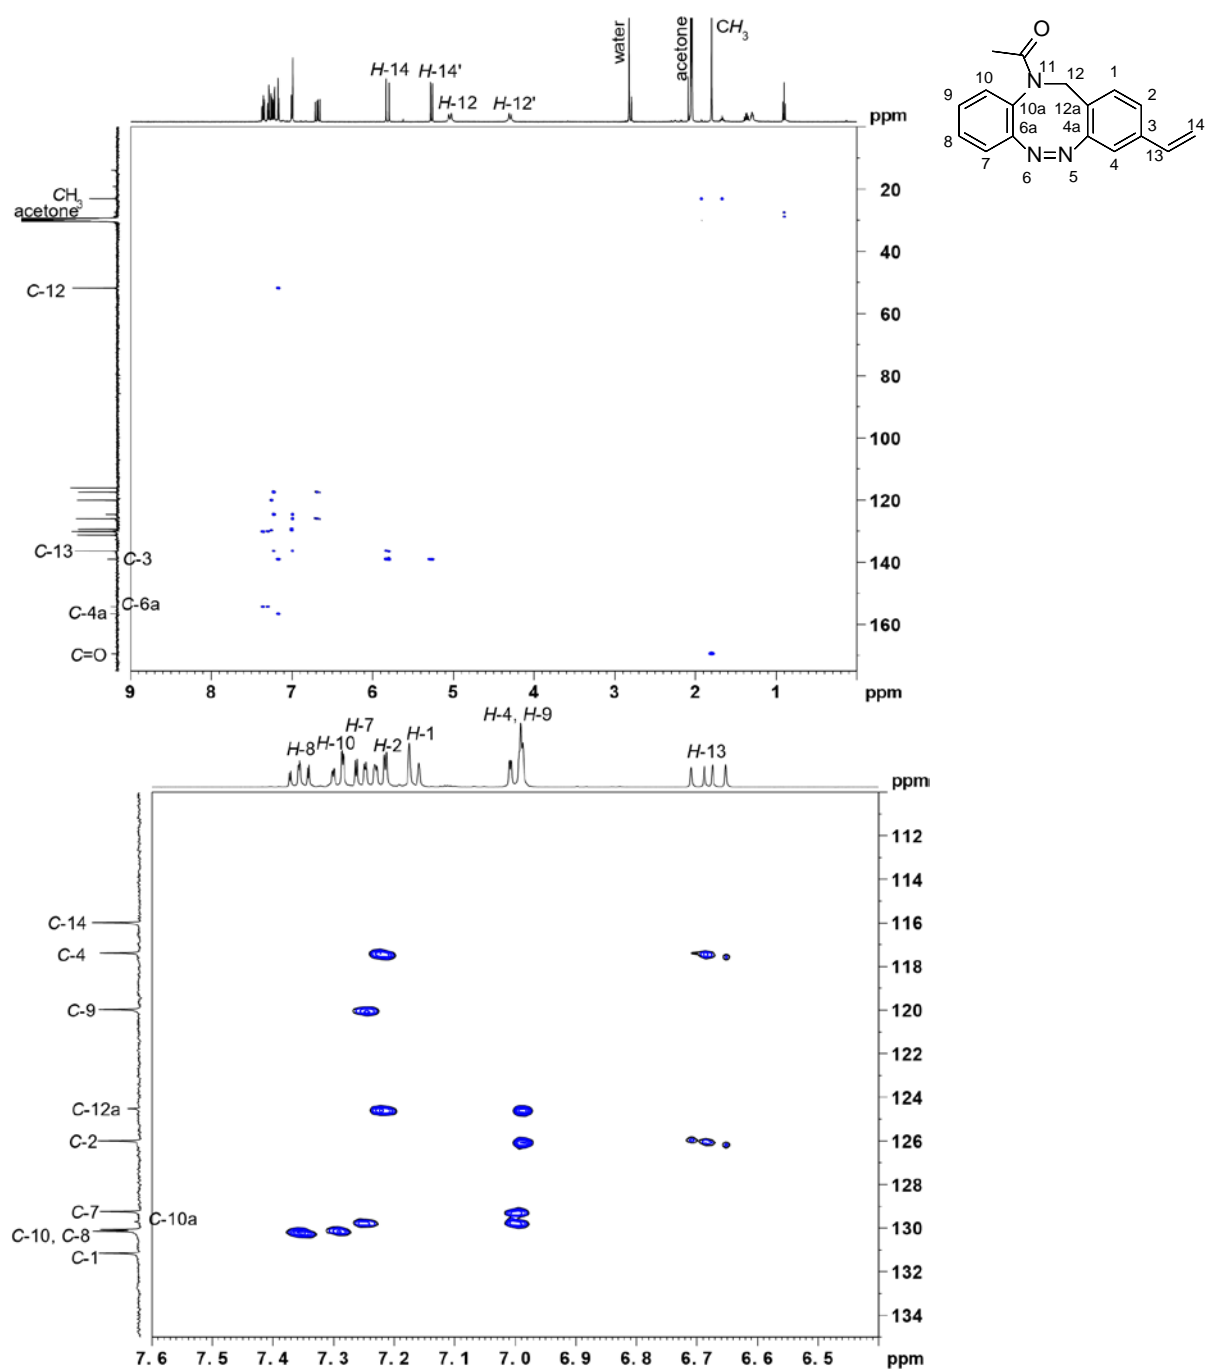 water
acetone
CH3
H-14
H-14'
H-12
H-12'
ppm
CH3
acetone
C-12
C-13
C-3
C-6a
C-4a
C=O
20
40
60
80
100
120
140
160
9 8 7 6 5 4 3 2 1 ppm
O
N
11
12
1
10
9
10a
12a
2
8
6a
4a
3
14
7
N=N
13
6
5
4
H-8
H-10
H-7
H-2
H-1
H-4, H-9
H-13
ppm
C-14
C-4
C-9
C-12a
C-2
C-7
C-10a
C-10, C-8
C-1
112
114
116
118
120
122
124
126
128
130
132
134
7.6 7.5 7.4 7.3 7.2 7.1 7.0 6.9 6.8 6.7 6.6 6.5 ppm